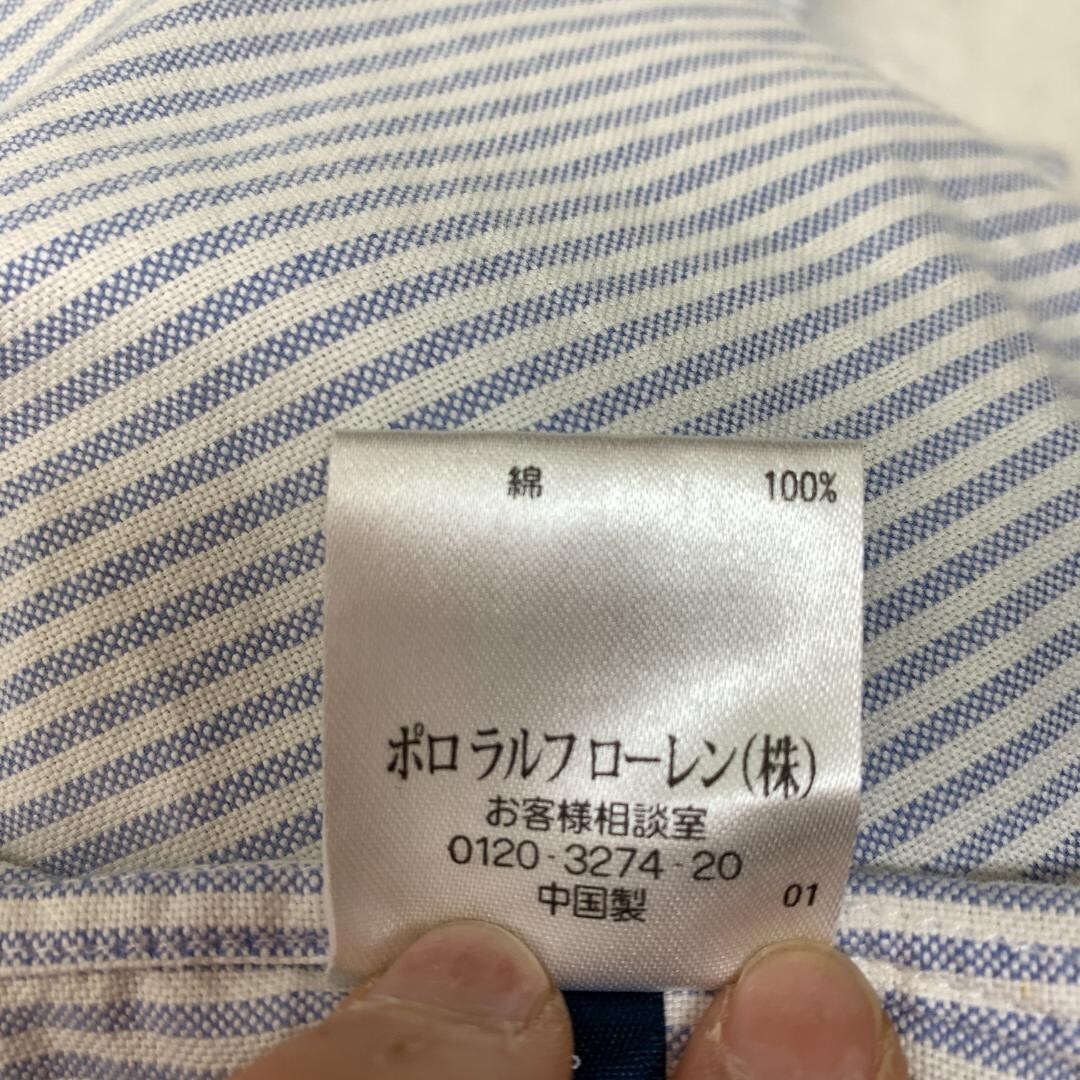 綿 100%
ポロ ラルフ ローレン(株)
お客様相談室
0120-3274-20
中国製 01